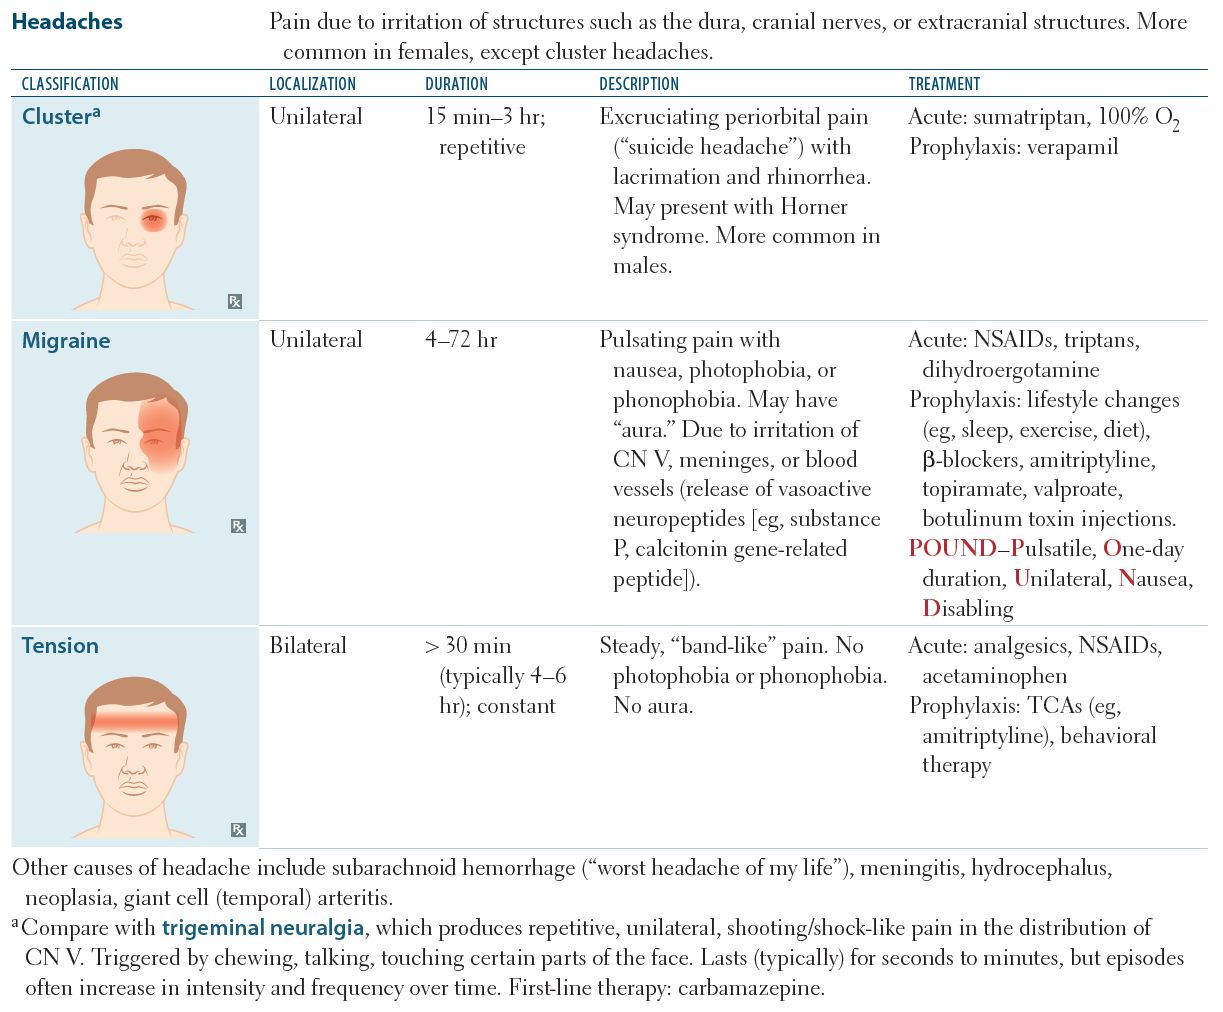 Headaches
Pain due to irritation of structures such as the dura, cranial nerves, or extracranial structures. More
common in females, except cluster headaches.
CLASSIFICATION LOCALIZATION DURATION DESCRIPTION TREATMENT
Clusterᵃ
Unilateral
15 min–3 hr;
repetitive
Excruciating periorbital pain
(“suicide headache”) with
lacrimation and rhinorrhea.
May present with Horner
syndrome. More common in
males.
Acute: sumatriptan, 100% O₂
Prophylaxis: verapamil
Rx
Migraine
Unilateral
4–72 hr
Pulsating pain with
nausea, photophobia, or
phonophobia. May have
“aura.” Due to irritation of
CN V, meninges, or blood
vessels (release of vasoactive
neuropeptides [eg, substance
P, calcitonin gene-related
peptide]).
Acute: NSAIDs, triptans,
dihydroergotamine
Prophylaxis: lifestyle changes
(eg, sleep, exercise, diet),
β-blockers, amitriptyline,
topiramate, valproate,
botulinum toxin injections.
POUND–Pulsatile, One-day
duration, Unilateral, Nausea,
Disabling
Rx
Tension
Bilateral
> 30 min
(typically 4–6
hr); constant
Steady, “band-like” pain. No
photophobia or phonophobia.
No aura.
Acute: analgesics, NSAIDs,
acetaminophen
Prophylaxis: TCAs (eg,
amitriptyline), behavioral
therapy
Rx
Other causes of headache include subarachnoid hemorrhage (“worst headache of my life”), meningitis, hydrocephalus,
neoplasia, giant cell (temporal) arteritis.
ᵃ Compare with trigeminal neuralgia, which produces repetitive, unilateral, shooting/shock-like pain in the distribution of
CN V. Triggered by chewing, talking, touching certain parts of the face. Lasts (typically) for seconds to minutes, but episodes
often increase in intensity and frequency over time. First-line therapy: carbamazepine.